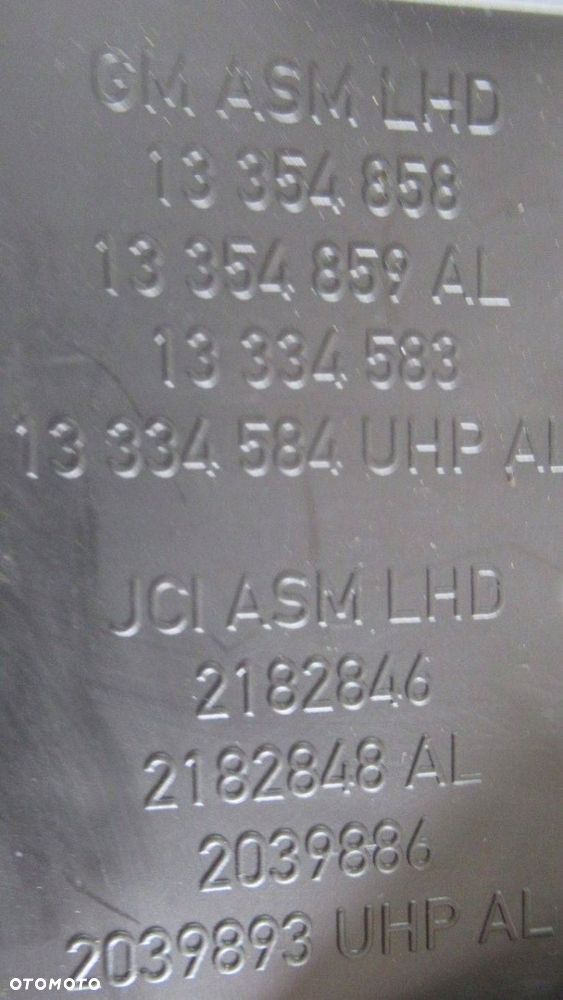 GM ASM LHD
13 354 858
13 354 859 AL
13 334 583
13 334 584 UHP AL
JCI ASM LHD
2182846
2182848 AL
2039886
2039893 UHP AL
OTOMOTO